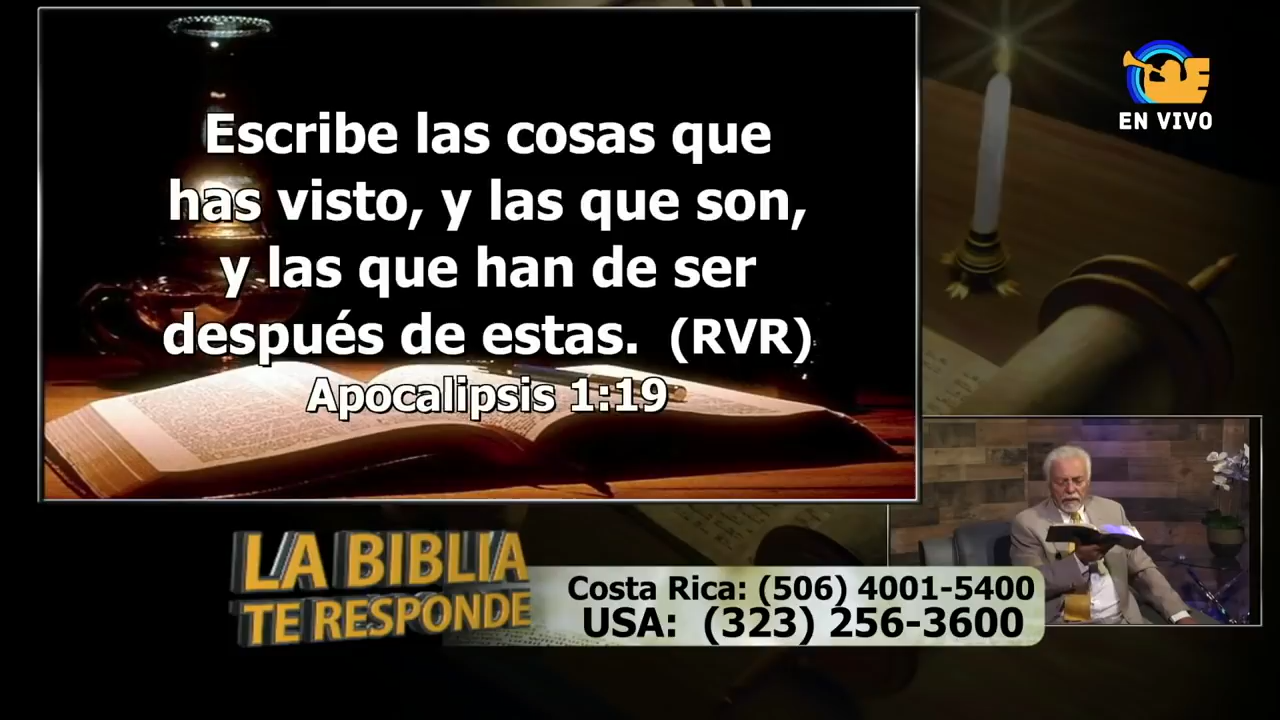 Escribe las cosas que
has visto, y las que son,
y las que han de ser
después de estas.  (RVR)
Apocalipsis 1:19
E
EN VIVO
LA BIBLIA
TE RESPONDE
Costa Rica: (506) 4001-5400
USA:  (323) 256-3600